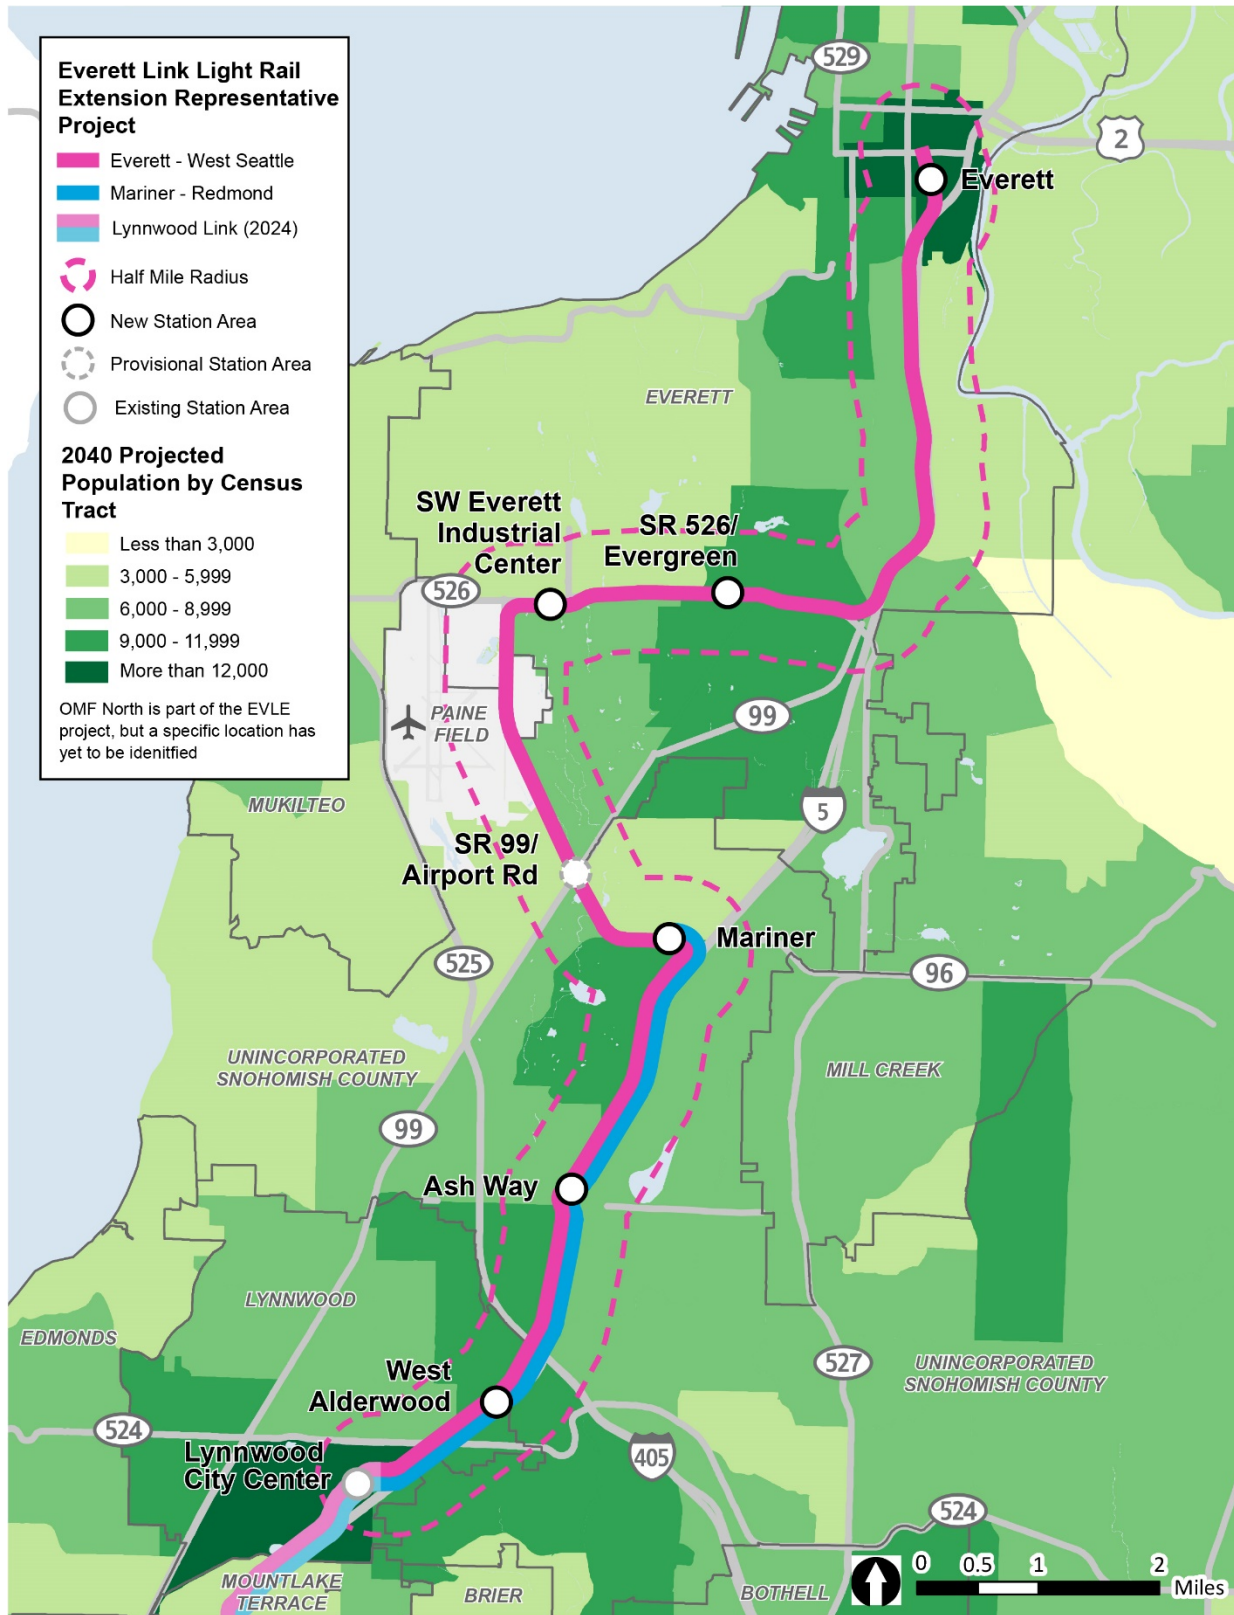 Everett Link Light Rail
Extension Representative
Project
Everett - West Seattle
Mariner - Redmond
Lynnwood Link (2024)
Half Mile Radius
New Station Area
Provisional Station Area
Existing Station Area
2040 Projected
Population by Census
Tract
Less than 3,000
3,000 - 5,999
6,000 - 8,999
9,000 - 11,999
More than 12,000
OMF North is part of the EVLE
project, but a specific location has
yet to be idenitfied
529
2
Everett
EVERETT
SW Everett
Industrial
Center
SR 526/
Evergreen
526
PAINE
FIELD
99
5
MUKILTEO
SR 99/
Airport Rd
Mariner
525
96
UNINCORPORATED
SNOHOMISH COUNTY
MILL CREEK
99
Ash Way
LYNNWOOD
EDMONDS
West
Alderwood
527
UNINCORPORATED
SNOHOMISH COUNTY
524
Lynnwood
City Center
405
524
MOUNTLAKE
TERRACE
BRIER
BOTHELL
0 0.5 1 2
Miles